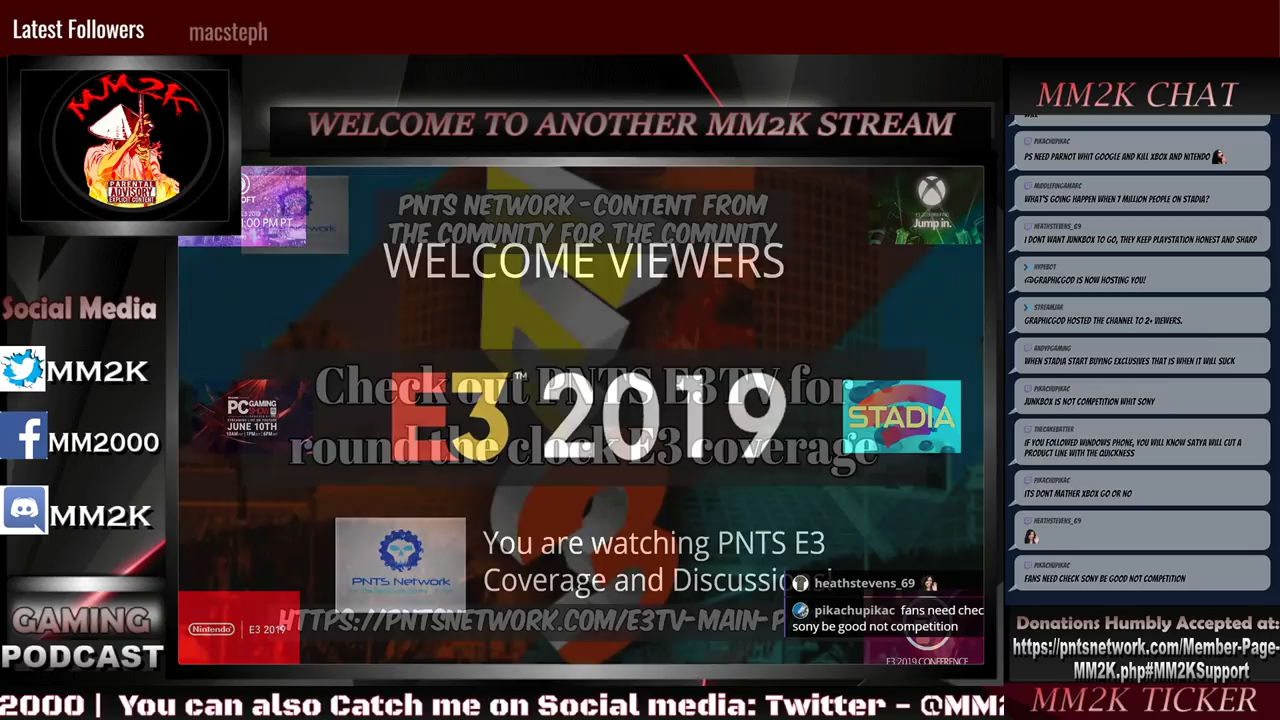 Latest Followers
macsteph
MM2K
PARENTAL
ADVISORY
EXPLICIT CONTENT
WELCOME TO ANOTHER MM2K STREAM
PNTS NETWORK -CONTENT FROM
THE COMUNITY FOR THE COMUNITY
WELCOME VIEWERS
Jump in.
Check out PNTS E3 TV for
round the clock E3 coverage
E3™ 2019
PC GAMING
SHOW
JUNE 10TH
STADIA
You are watching PNTS E3
Coverage and Discussion!
PNTS Network
HTTPS://PNTSNETWORK.COM/E3TV-MAIN-P
Nintendo E3 2019
E3 2019 CONFERENCE
heathstevens_69
pikachupikac fans need chec
sony be good not competition
Social Media
MM2K
MM2000
MM2K
GAMING
PODCAST
MM2K CHAT
WILL
PIKACHUPIKAC
PS NEED PARNOT WHIT GOOGLE AND KILL XBOX AND NITENDO
MIDDLEFINGAMARC
WHAT'S GOING HAPPEN WHEN 7 MILLION PEOPLE ON STADIA?
HEATHSTEVENS_69
I DONT WANT JUNKBOX TO GO, THEY KEEP PLAYSTATION HONEST AND SHARP
HYPEBOT
@GRAPHICGOD IS NOW HOSTING YOU!
STREAMJAR
GRAPHICGOD HOSTED THE CHANNEL TO 2+ VIEWERS.
ANDYPGAMING
WHEN STADIA START BUYING EXCLUSIVES THAT IS WHEN IT WILL SUCK
PIKACHUPIKAC
JUNKBOX IS NOT COMPETITION WHIT SONY
THECAKEBATTER
IF YOU FOLLOWED WINDOWS PHONE, YOU WILL KNOW SATYA WILL CUT A
PRODUCT LINE WITH THE QUICKNESS
PIKACHUPIKAC
ITS DONT MATHER XBOX GO OR NO
HEATHSTEVENS_69
PIKACHUPIKAC
FANS NEED CHECK SONY BE GOOD NOT COMPETITION
Donations Humbly Accepted at:
https://pntsnetwork.com/Member-Page-
MM2K.php#MM2KSupport
MM2K TICKER
2000 | You can also Catch me on Social media: Twitter - @MM2